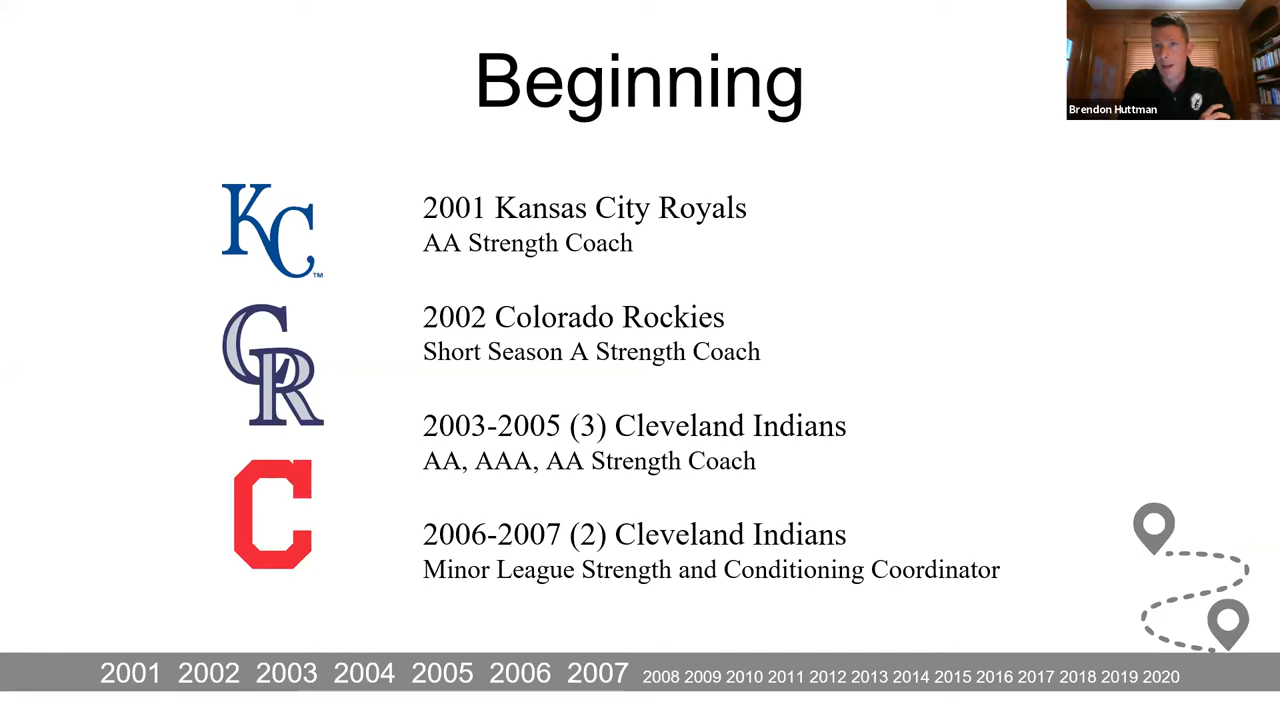 Beginning
Brendon Huttman
KC
TM
2001 Kansas City Royals
AA Strength Coach
CR
2002 Colorado Rockies
Short Season A Strength Coach
2003-2005 (3) Cleveland Indians
AA, AAA, AA Strength Coach
C
2006-2007 (2) Cleveland Indians
Minor League Strength and Conditioning Coordinator
2001 2002 2003 2004 2005 2006 2007 2008 2009 2010 2011 2012 2013 2014 2015 2016 2017 2018 2019 2020